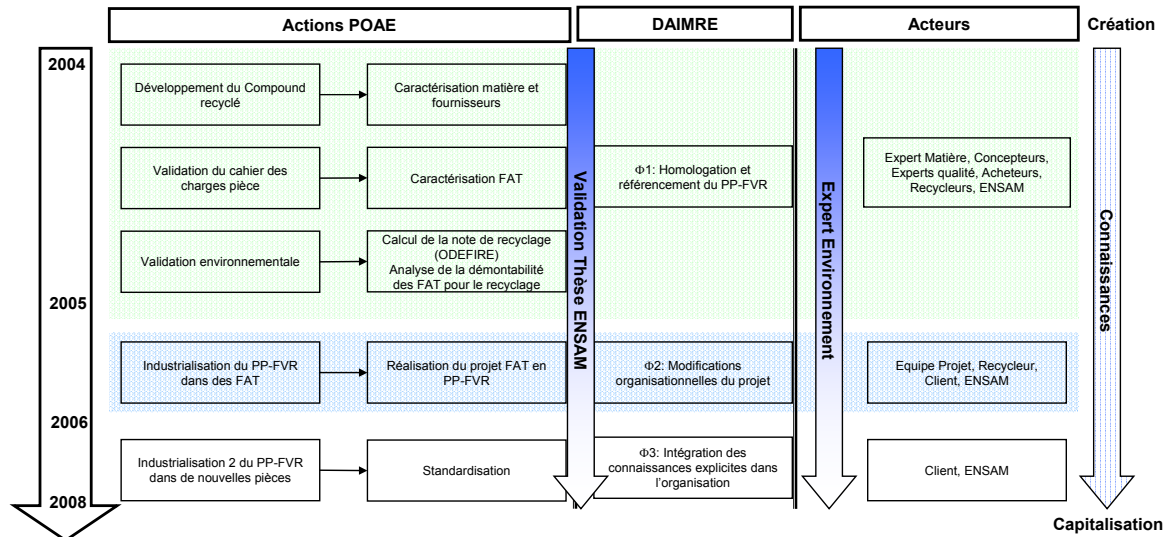 Actions POAE
DAIMRE
Acteurs
Création
2004
Développement du Compound
recyclé
Caractérisation matière et
fournisseurs
Validation du cahier des
charges pièce
Caractérisation FAT
Φ1: Homologation et
référencement du PP-FVR
Expert Matière, Concepteurs,
Experts qualité, Acheteurs,
Recycleurs, ENSAM
Validation environnementale
Calcul de la note de recyclage
(ODEFIRE)
Analyse de la démontabilité
des FAT pour le recyclage
Validation Thèse ENSAM
Expert Environnement
Connaissances
2005
Industrialisation du PP-FVR
dans des FAT
Réalisation du projet FAT en
PP-FVR
Φ2: Modifications
organisationnelles du projet
Equipe Projet, Recycleur,
Client, ENSAM
2006
Industrialisation 2 du PP-FVR
dans de nouvelles pièces
Standardisation
Φ3: Intégration des
connaissances explicites dans
l'organisation
Client, ENSAM
2008
Capitalisation